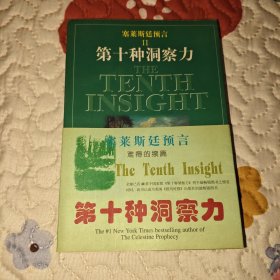 塞莱斯廷预言
II
第十种洞察力
THE
TENTH
INSIGHT
塞莱斯廷预言
The Tenth Insight
第十种洞察力
The #1 New York Times bestselling author of
The Celestine Prophecy